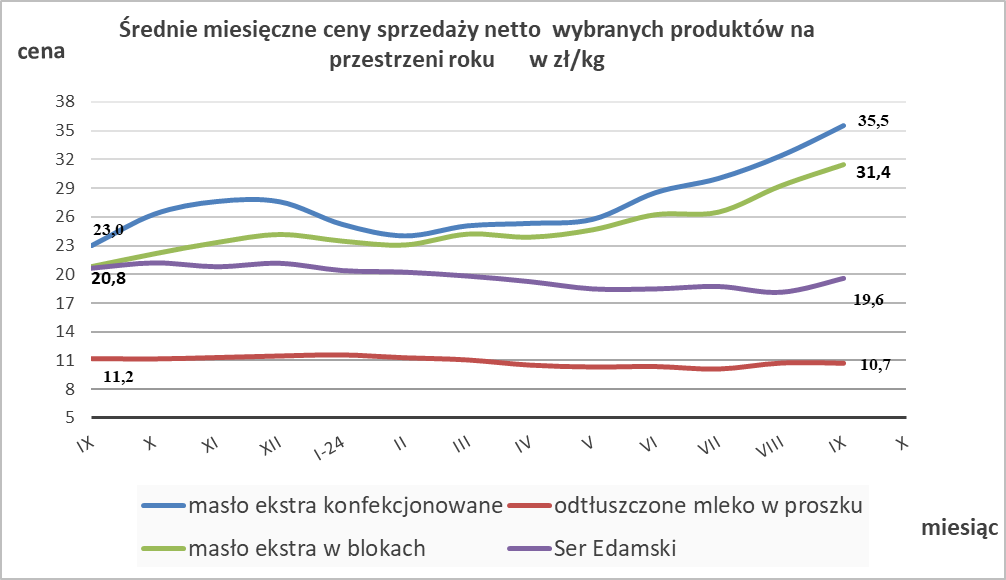 Średnie miesięczne ceny sprzedaży netto wybranych produktów na
przestrzeni roku w zł/kg
cena
38
35
32
29
26
23
20
17
14
11
8
5
23,0
20,8
11,2
35,5
31,4
19,6
10,7
IX X XI XII I-24 II III IV V VI VII VIII IX X
masło ekstra konfekcjonowane odtłuszczone mleko w proszku
masło ekstra w blokach Ser Edamski
miesiąc